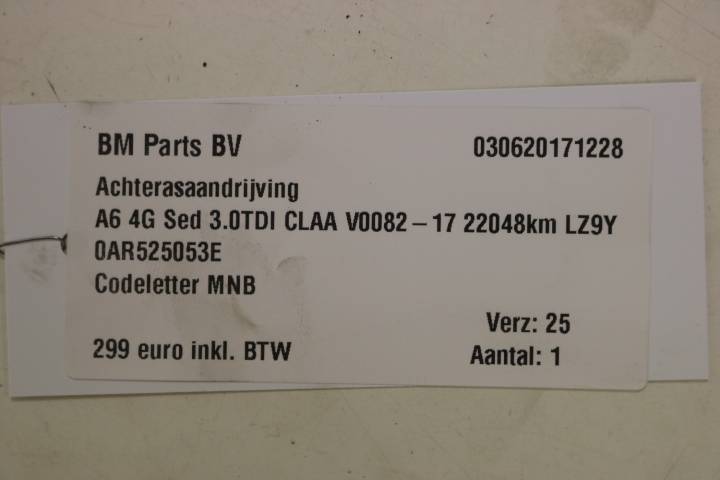 BM Parts BV 030620171228
Achterasaandrijving
A6 4G Sed 3.0TDI CLAA V0082 – 17 22048km LZ9Y
0AR525053E
Codeletter MNB
Verz: 25
299 euro inkl. BTW Aantal: 1